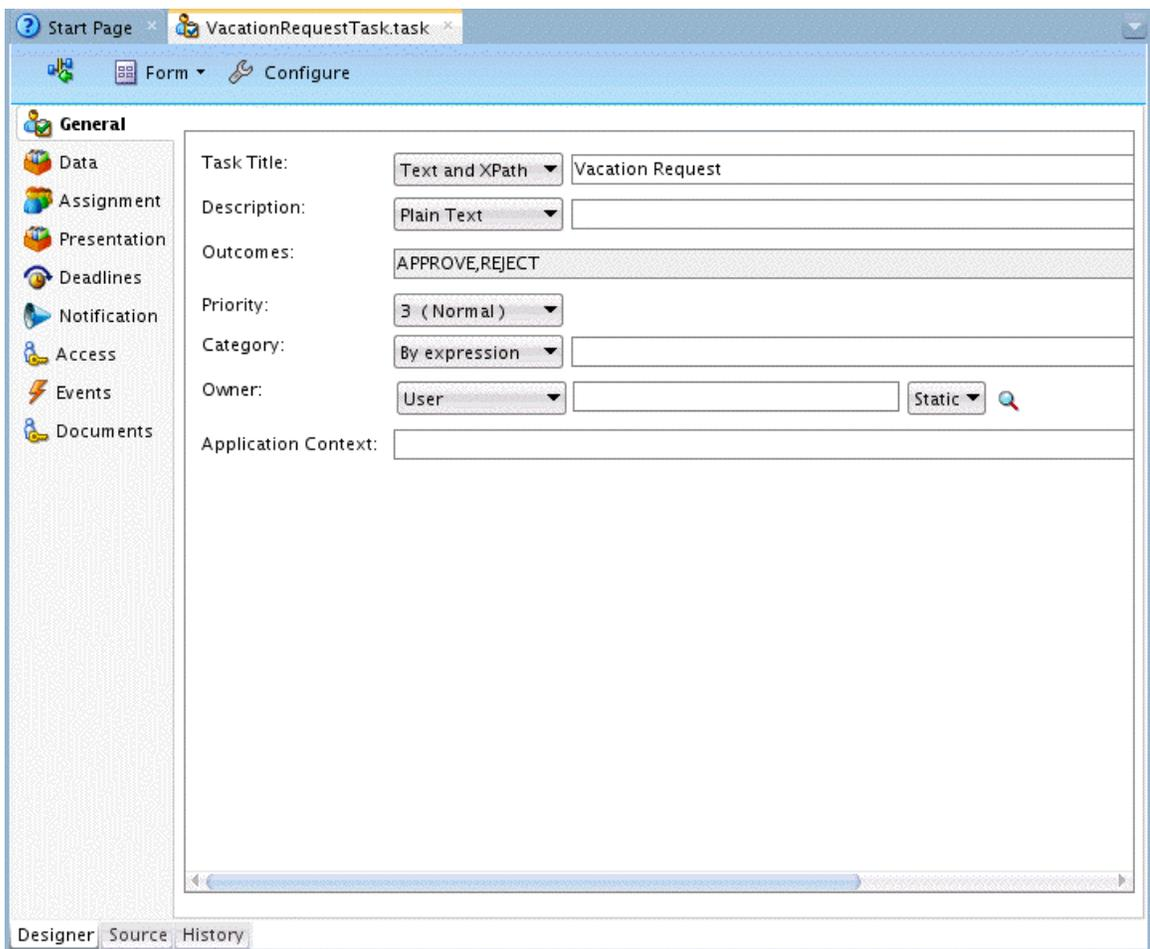 Start Page VacationRequestTask.task
Form Configure
General
Data
Assignment
Presentation
Deadlines
Notification
Access
Events
Documents
Task Title: Text and XPath Vacation Request
Description: Plain Text
Outcomes: APPROVE,REJECT
Priority: 3 (Normal)
Category: By expression
Owner: User Static
Application Context:
Designer Source History